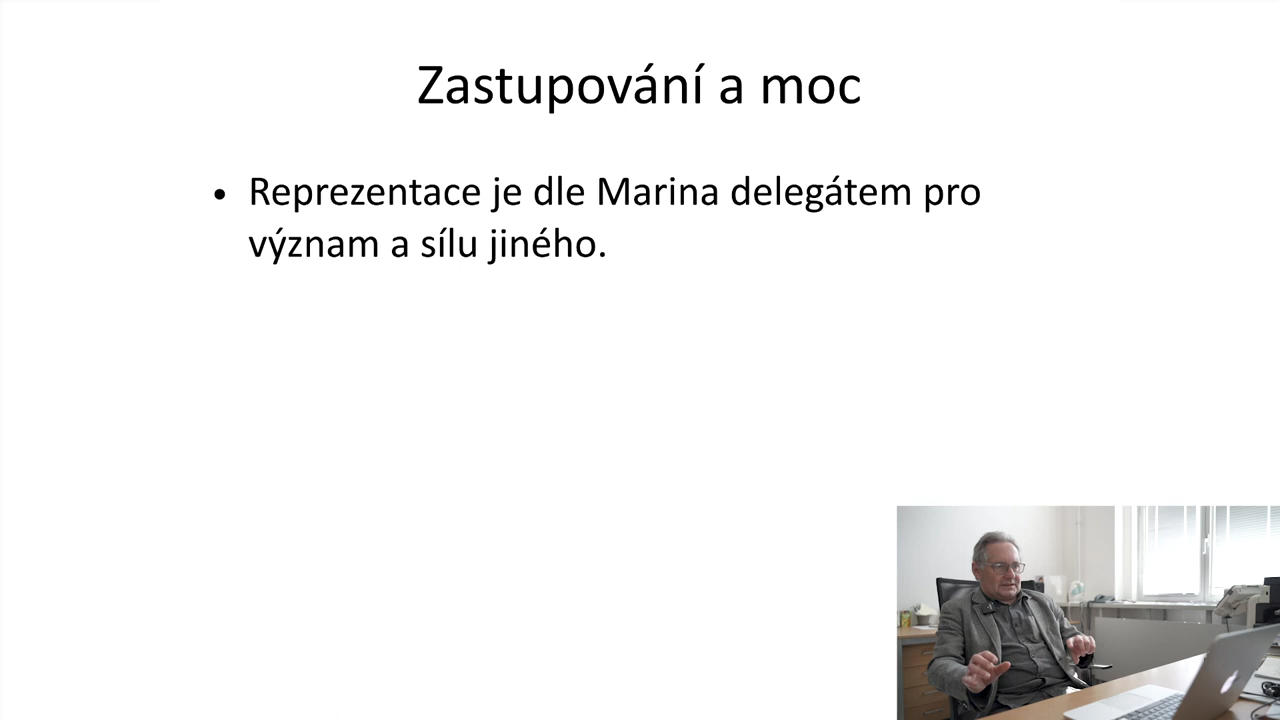 Zastupování a moc
• Reprezentace je dle Marina delegátem pro
význam a sílu jiného.